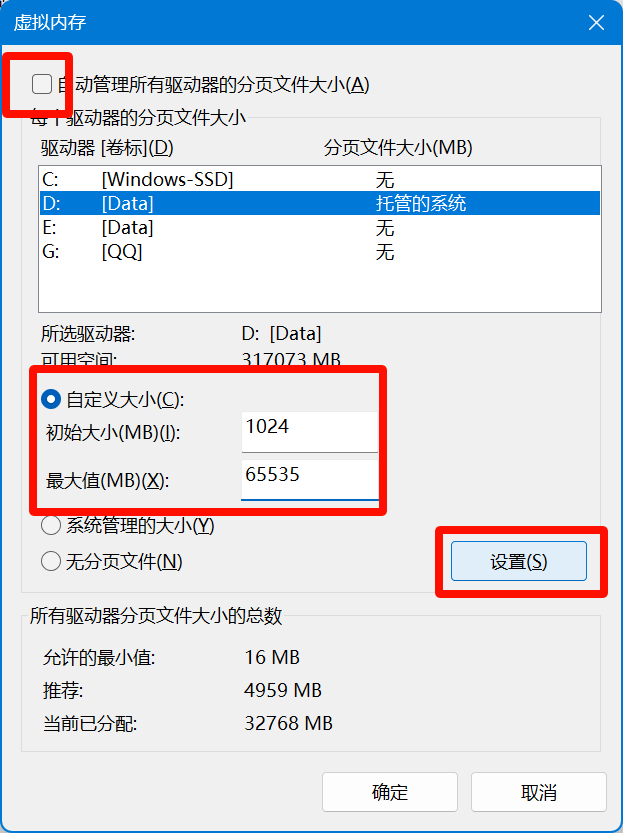 虚拟内存
自动管理所有驱动器的分页文件大小(A)
每个驱动器的分页文件大小
驱动器 [卷标](D) 分页文件大小(MB)
C: [Windows-SSD] 无
D: [Data] 托管的系统
E: [Data] 无
G: [QQ] 无
所选驱动器: D: [Data]
可用空间: 317073 MB
自定义大小(C):
初始大小(MB)(I): 1024
最大值(MB)(X): 65535
系统管理的大小(Y)
无分页文件(N)
设置(S)
所有驱动器分页文件大小的总数
允许的最小值: 16 MB
推荐: 4959 MB
当前已分配: 32768 MB
确定 取消